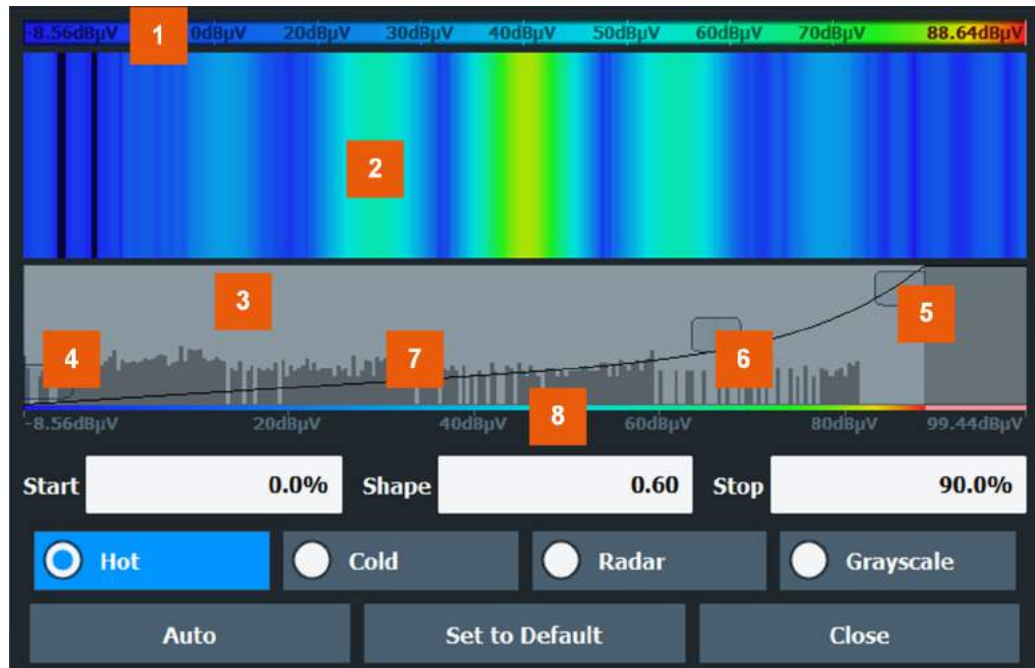 -8.56dBµV 1 0dBµV 20dBµV 30dBµV 40dBµV 50dBµV 60dBµV 70dBµV 88.64dBµV
2
3
4
5
6
7
8
-8.56dBµV 20dBµV 40dBµV 60dBµV 80dBµV 99.44dBµV
Start 0.0% Shape 0.60 Stop 90.0%
Hot Cold Radar Grayscale
Auto Set to Default Close